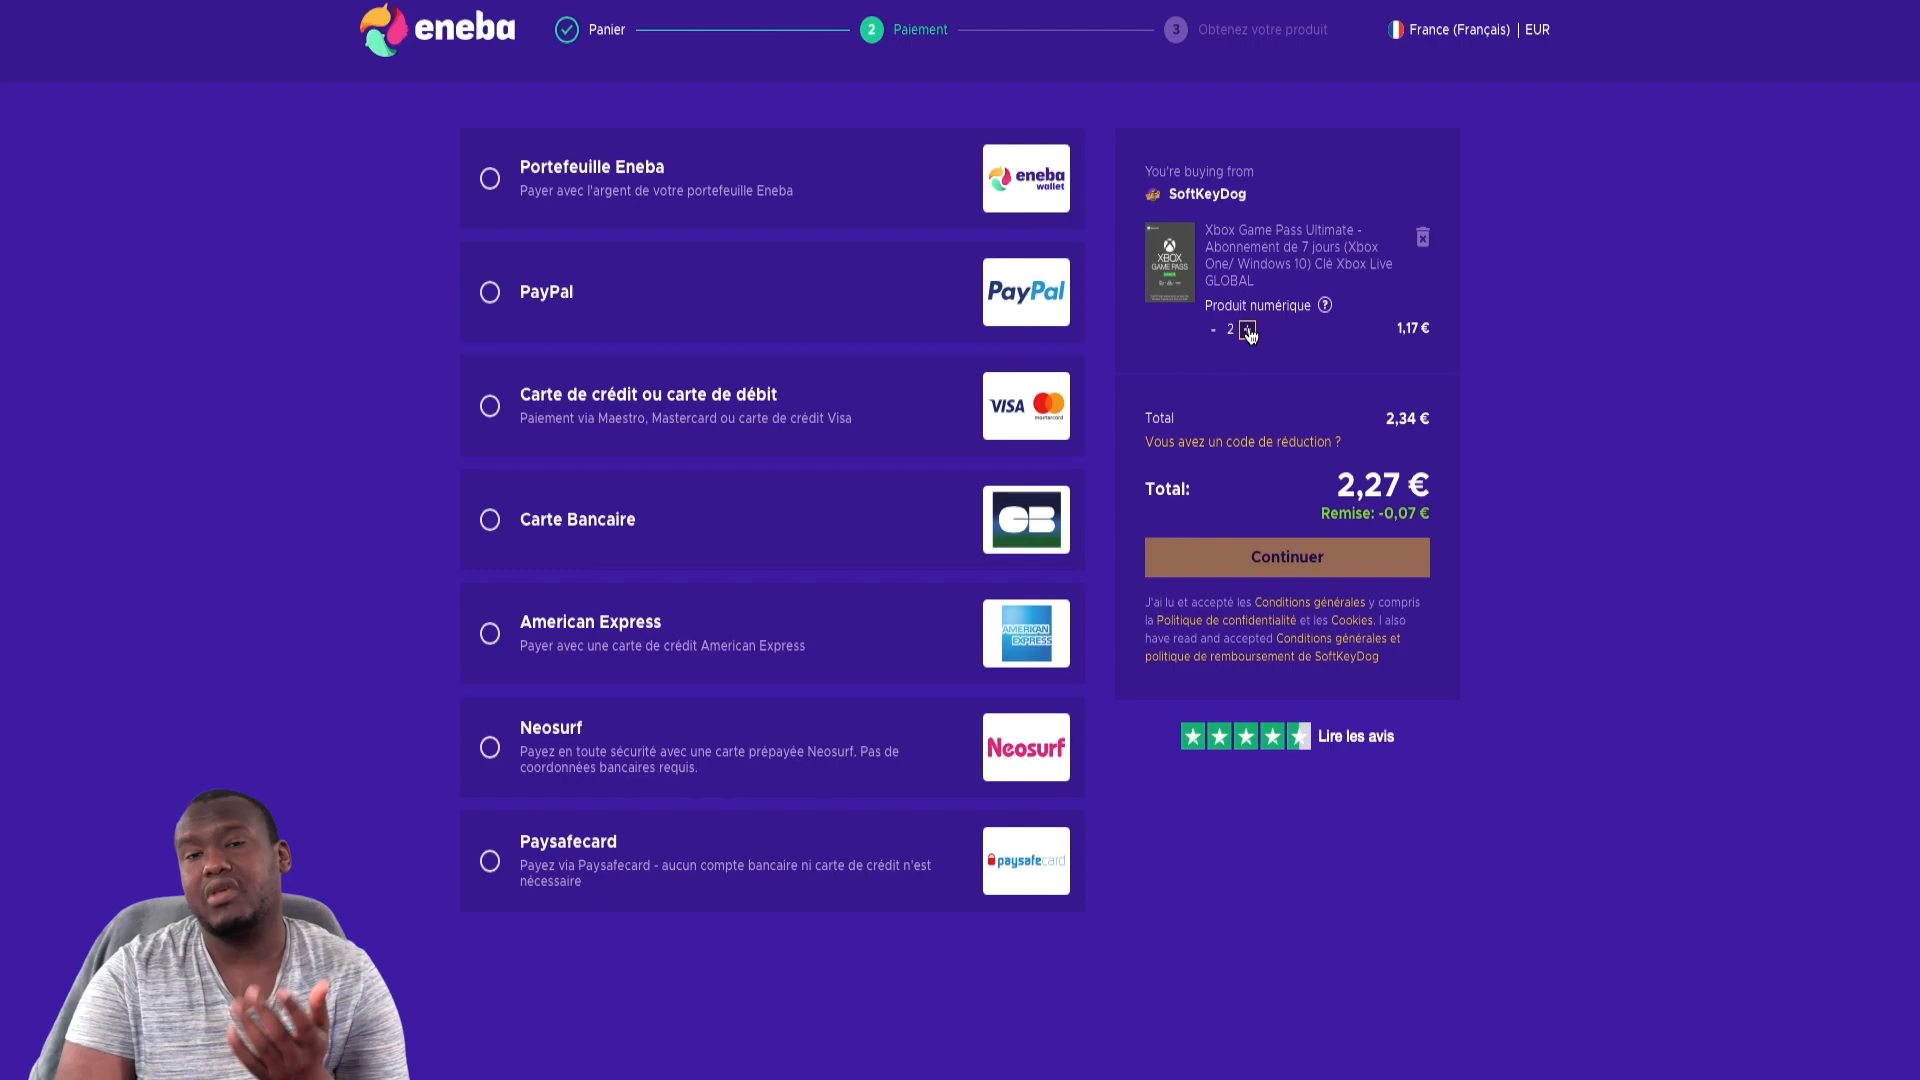 eneba
Panier
2 Paiement
3 Obtenez votre produit
France (Français) | EUR
Portefeuille Eneba
Payer avec l'argent de votre portefeuille Eneba
eneba
wallet
PayPal
PayPal
Carte de crédit ou carte de débit
Paiement via Maestro, Mastercard ou carte de crédit Visa
VISA
mastercard
Carte Bancaire
CB
American Express
Payer avec une carte de crédit American Express
AMERICAN
EXPRESS
Neosurf
Payez en toute sécurité avec une carte prépayée Neosurf. Pas de
coordonnées bancaires requis.
Neosurf
Paysafecard
Payez via Paysafecard - aucun compte bancaire ni carte de crédit n'est
nécessaire
paysafecard
You're buying from
SoftKeyDog
XBOX
GAME PASS
Xbox Game Pass Ultimate -
Abonnement de 7 jours (Xbox
One/ Windows 10) Clé Xbox Live
GLOBAL
Produit numérique ?
- 2
1,17 €
Total 2,34 €
Vous avez un code de réduction ?
Total: 2,27 €
Remise: -0,07 €
Continuer
J'ai lu et accepté les Conditions générales y compris
la Politique de confidentialité et les Cookies. I also
have read and accepted Conditions générales et
politique de remboursement de SoftKeyDog
Lire les avis